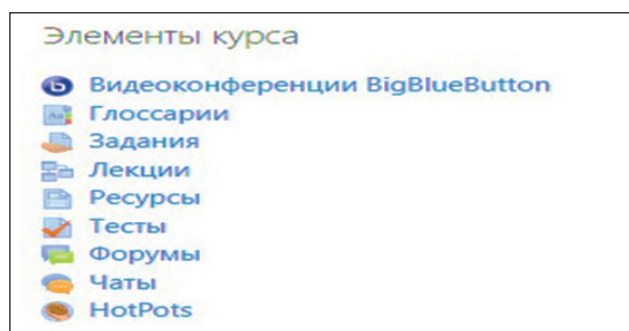 Элементы курса
Видеоконференции BigBlueButton
Глоссарии
Задания
Лекции
Ресурсы
Тесты
Форумы
Чаты
HotPots